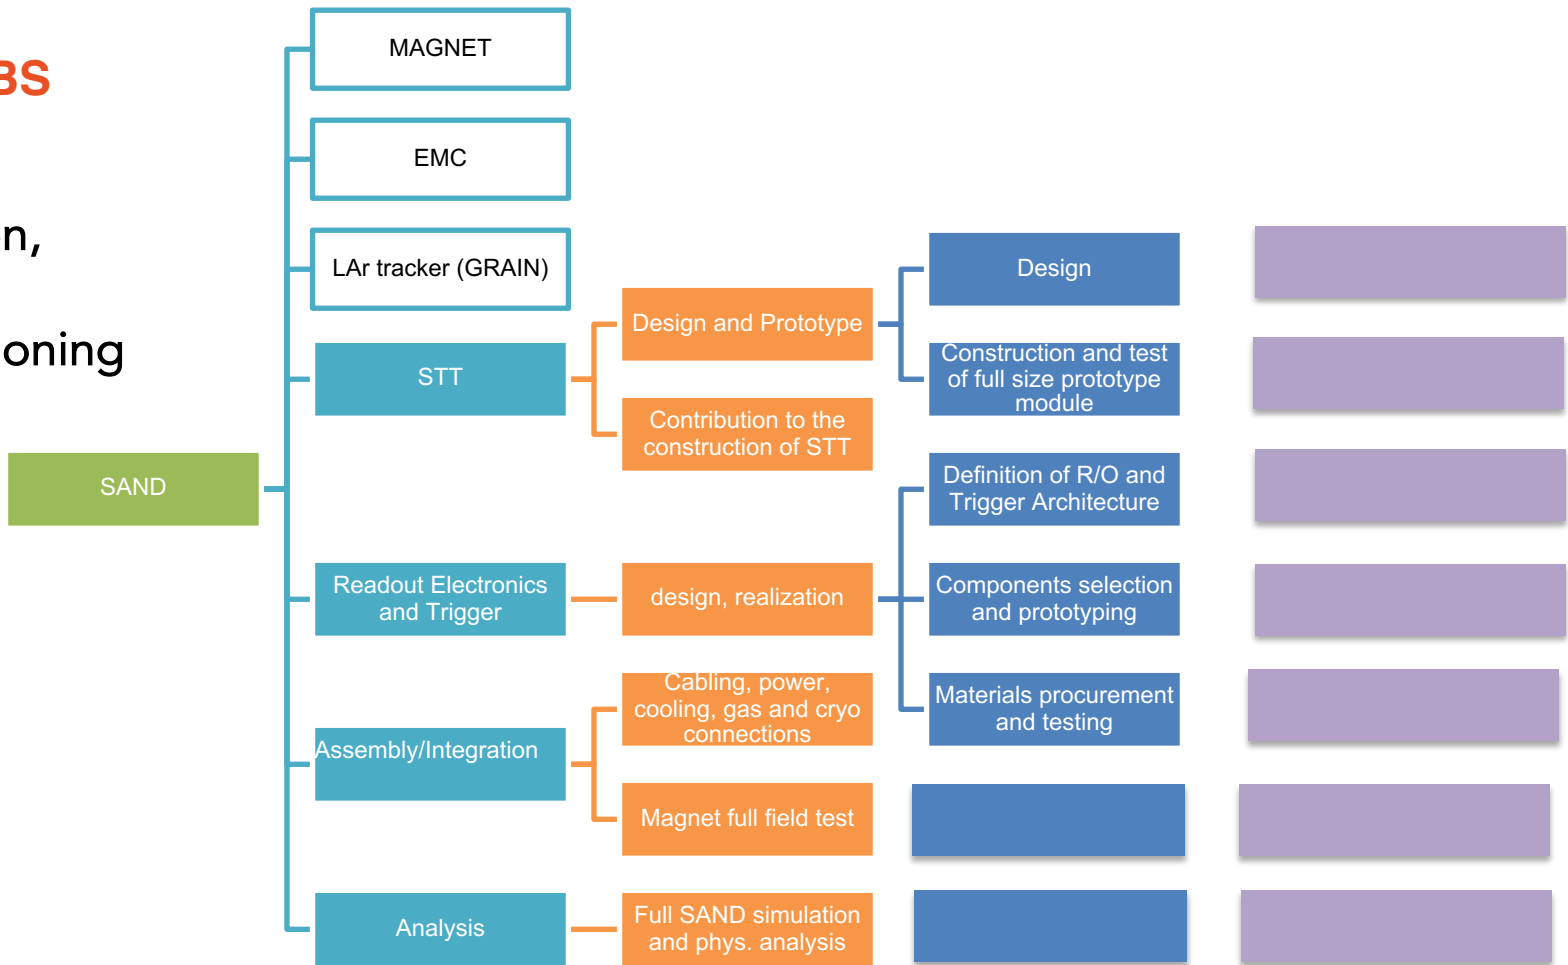 BS
n,
oning
MAGNET
EMC
LAr tracker (GRAIN)
STT
SAND
Readout Electronics
and Trigger
Assembly/Integration
Analysis
Design and Prototype
Contribution to the
construction of STT
design, realization
Cabling, power,
cooling, gas and cryo
connections
Magnet full field test
Full SAND simulation
and phys. analysis
Design
Construction and test
of full size prototype
module
Definition of R/O and
Trigger Architecture
Components selection
and prototyping
Materials procurement
and testing